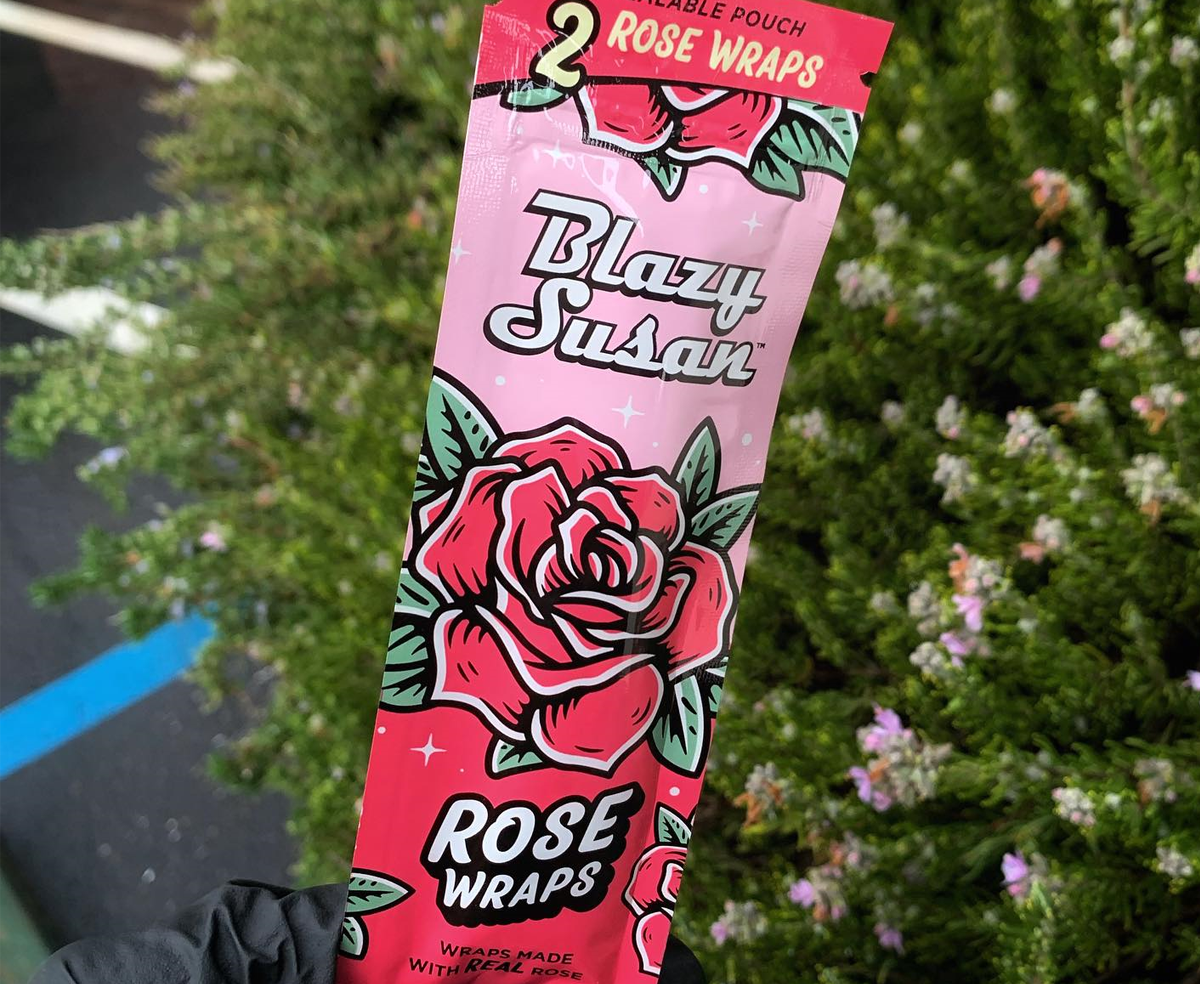 POUCH
2 ROSE WRAPS
Blazy
Susan™
ROSE
WRAPS
WRAPS MADE
WITH REAL ROSE